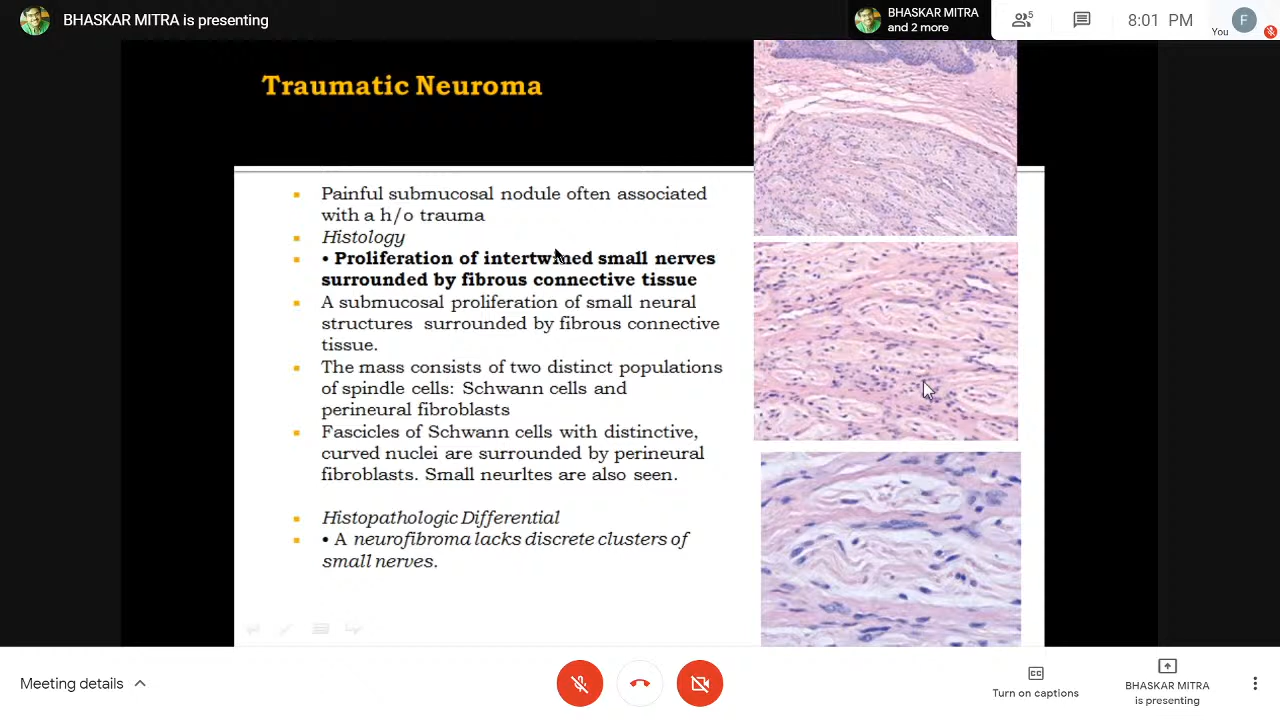 BHASKAR MITRA is presenting
BHASKAR MITRA
and 2 more
5
8:01 PM
You
F
Traumatic Neuroma
Painful submucosal nodule often associated
with a h/o trauma
Histology
• Proliferation of intertwined small nerves
surrounded by fibrous connective tissue
A submucosal proliferation of small neural
structures surrounded by fibrous connective
tissue.
The mass consists of two distinct populations
of spindle cells: Schwann cells and
perineural fibroblasts
Fascicles of Schwann cells with distinctive,
curved nuclei are surrounded by perineural
fibroblasts. Small neurltes are also seen.
Histopathologic Differential
• A neurofibroma lacks discrete clusters of
small nerves.
Meeting details
CC
Turn on captions
BHASKAR MITRA
is presenting